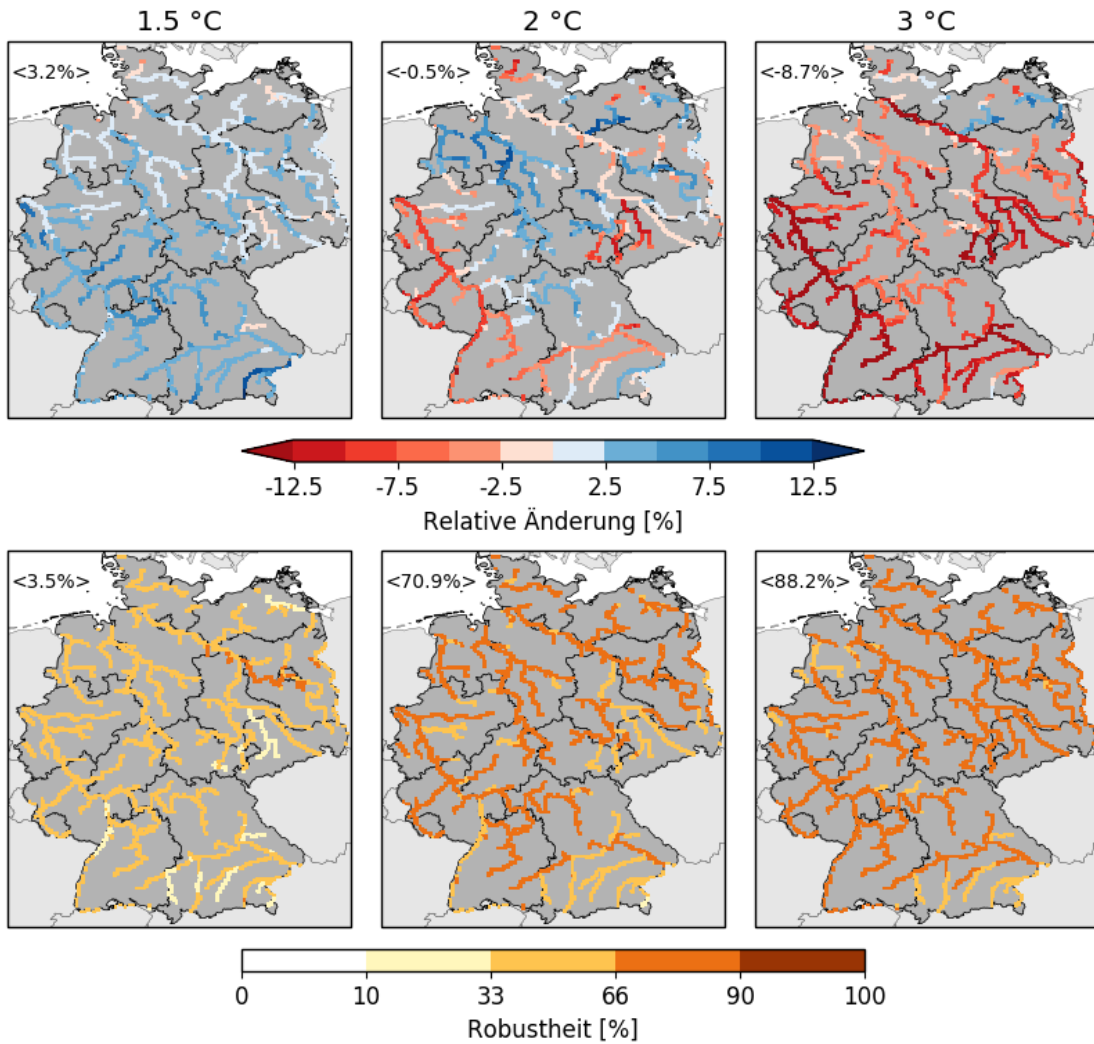 1.5 °C 2 °C 3 °C
<3.2%> <-0.5%> <-8.7%>
-12.5 -7.5 -2.5 2.5 7.5 12.5
Relative Änderung [%]
<3.5%> <70.9%> <88.2%>
0 10 33 66 90 100
Robustheit [%]